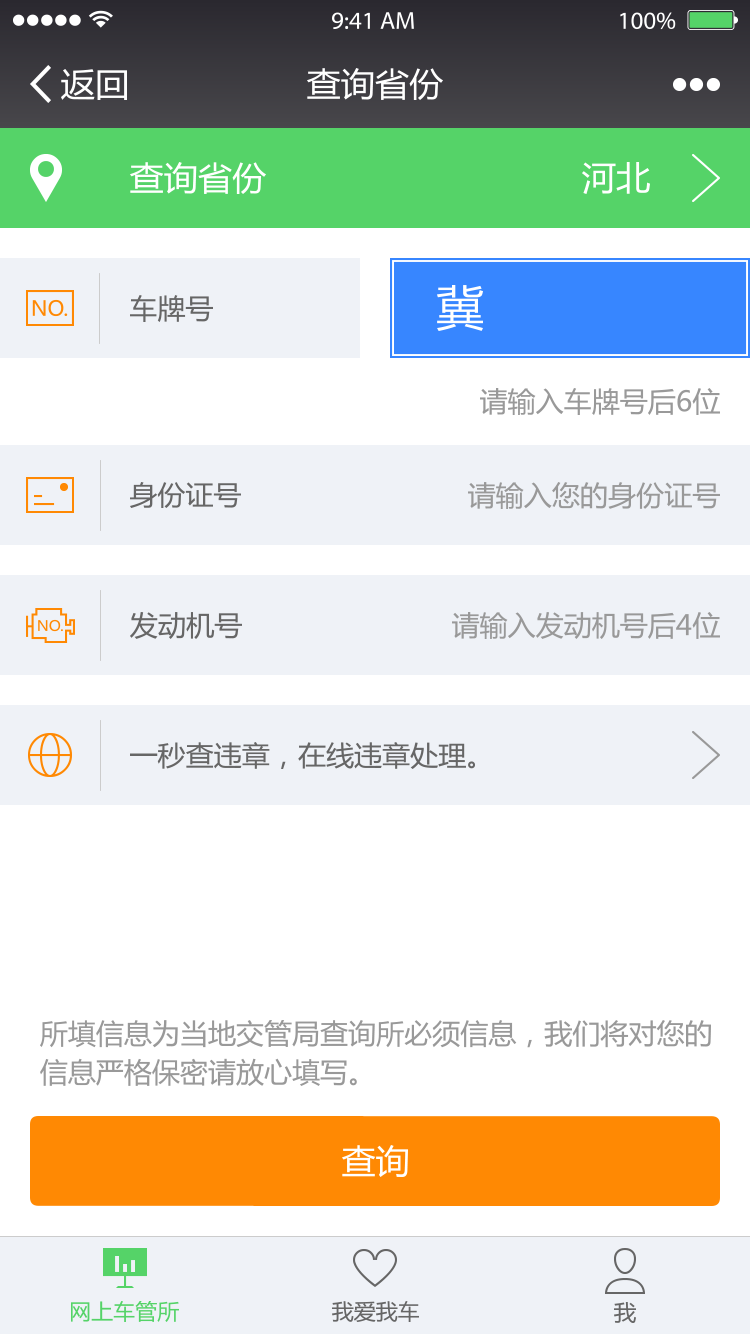 9:41 AM 100%
返回 查询省份
查询省份 河北
NO. 车牌号 冀
请输入车牌号后6位
身份证号 请输入您的身份证号
NO. 发动机号 请输入发动机号后4位
一秒查违章，在线违章处理。
所填信息为当地交管局查询所必须信息，我们将对您的
信息严格保密请放心填写。
查询
网上车管所 我爱我车 我